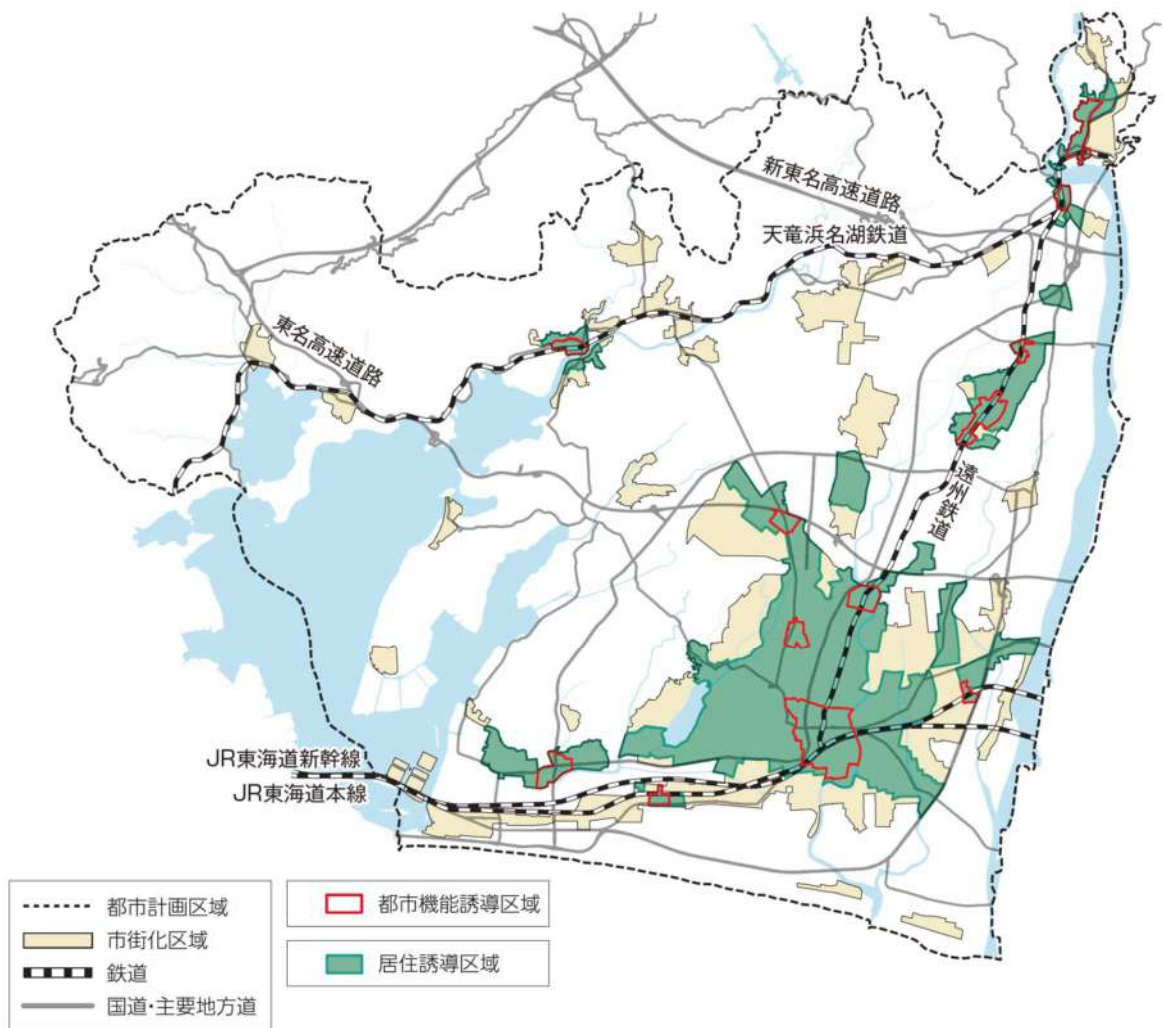 新東名高速道路
天竜浜名湖鉄道
東名高速道路
遠州鉄道
JR東海道新幹線
JR東海道本線
都市計画区域
市街化区域
鉄道
国道・主要地方道
都市機能誘導区域
居住誘導区域